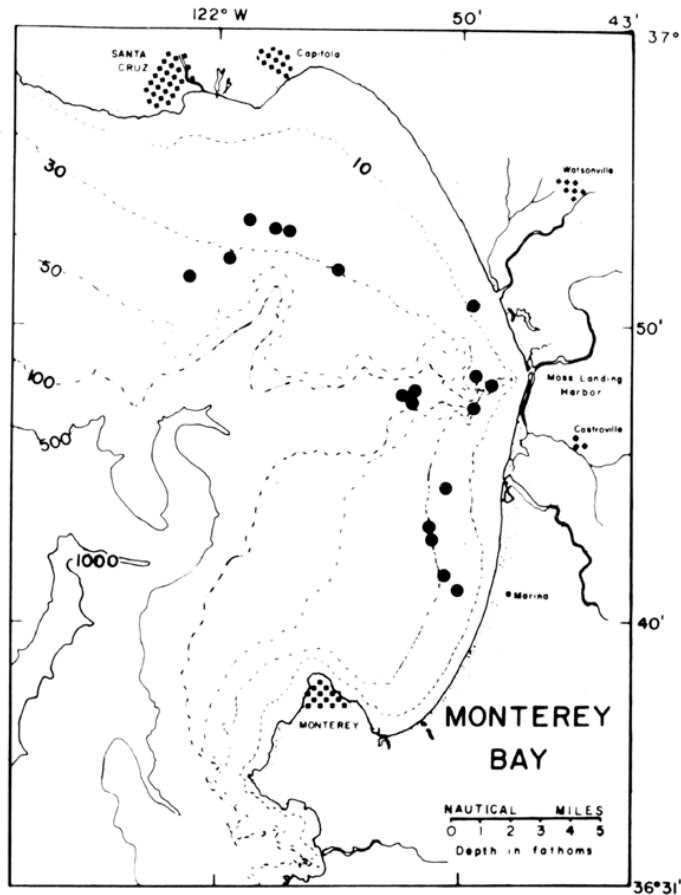 122° W
50'
43'
37°
SANTA
CRUZ
Capitola
30
10
Watsonville
50
50'
100
Moss Landing
Harbor
500
Castroville
1000
Marina
40'
MONTEREY
MONTEREY
BAY
NAUTICAL MILES
0 1 2 3 4 5
Depth in fathoms
36°31'